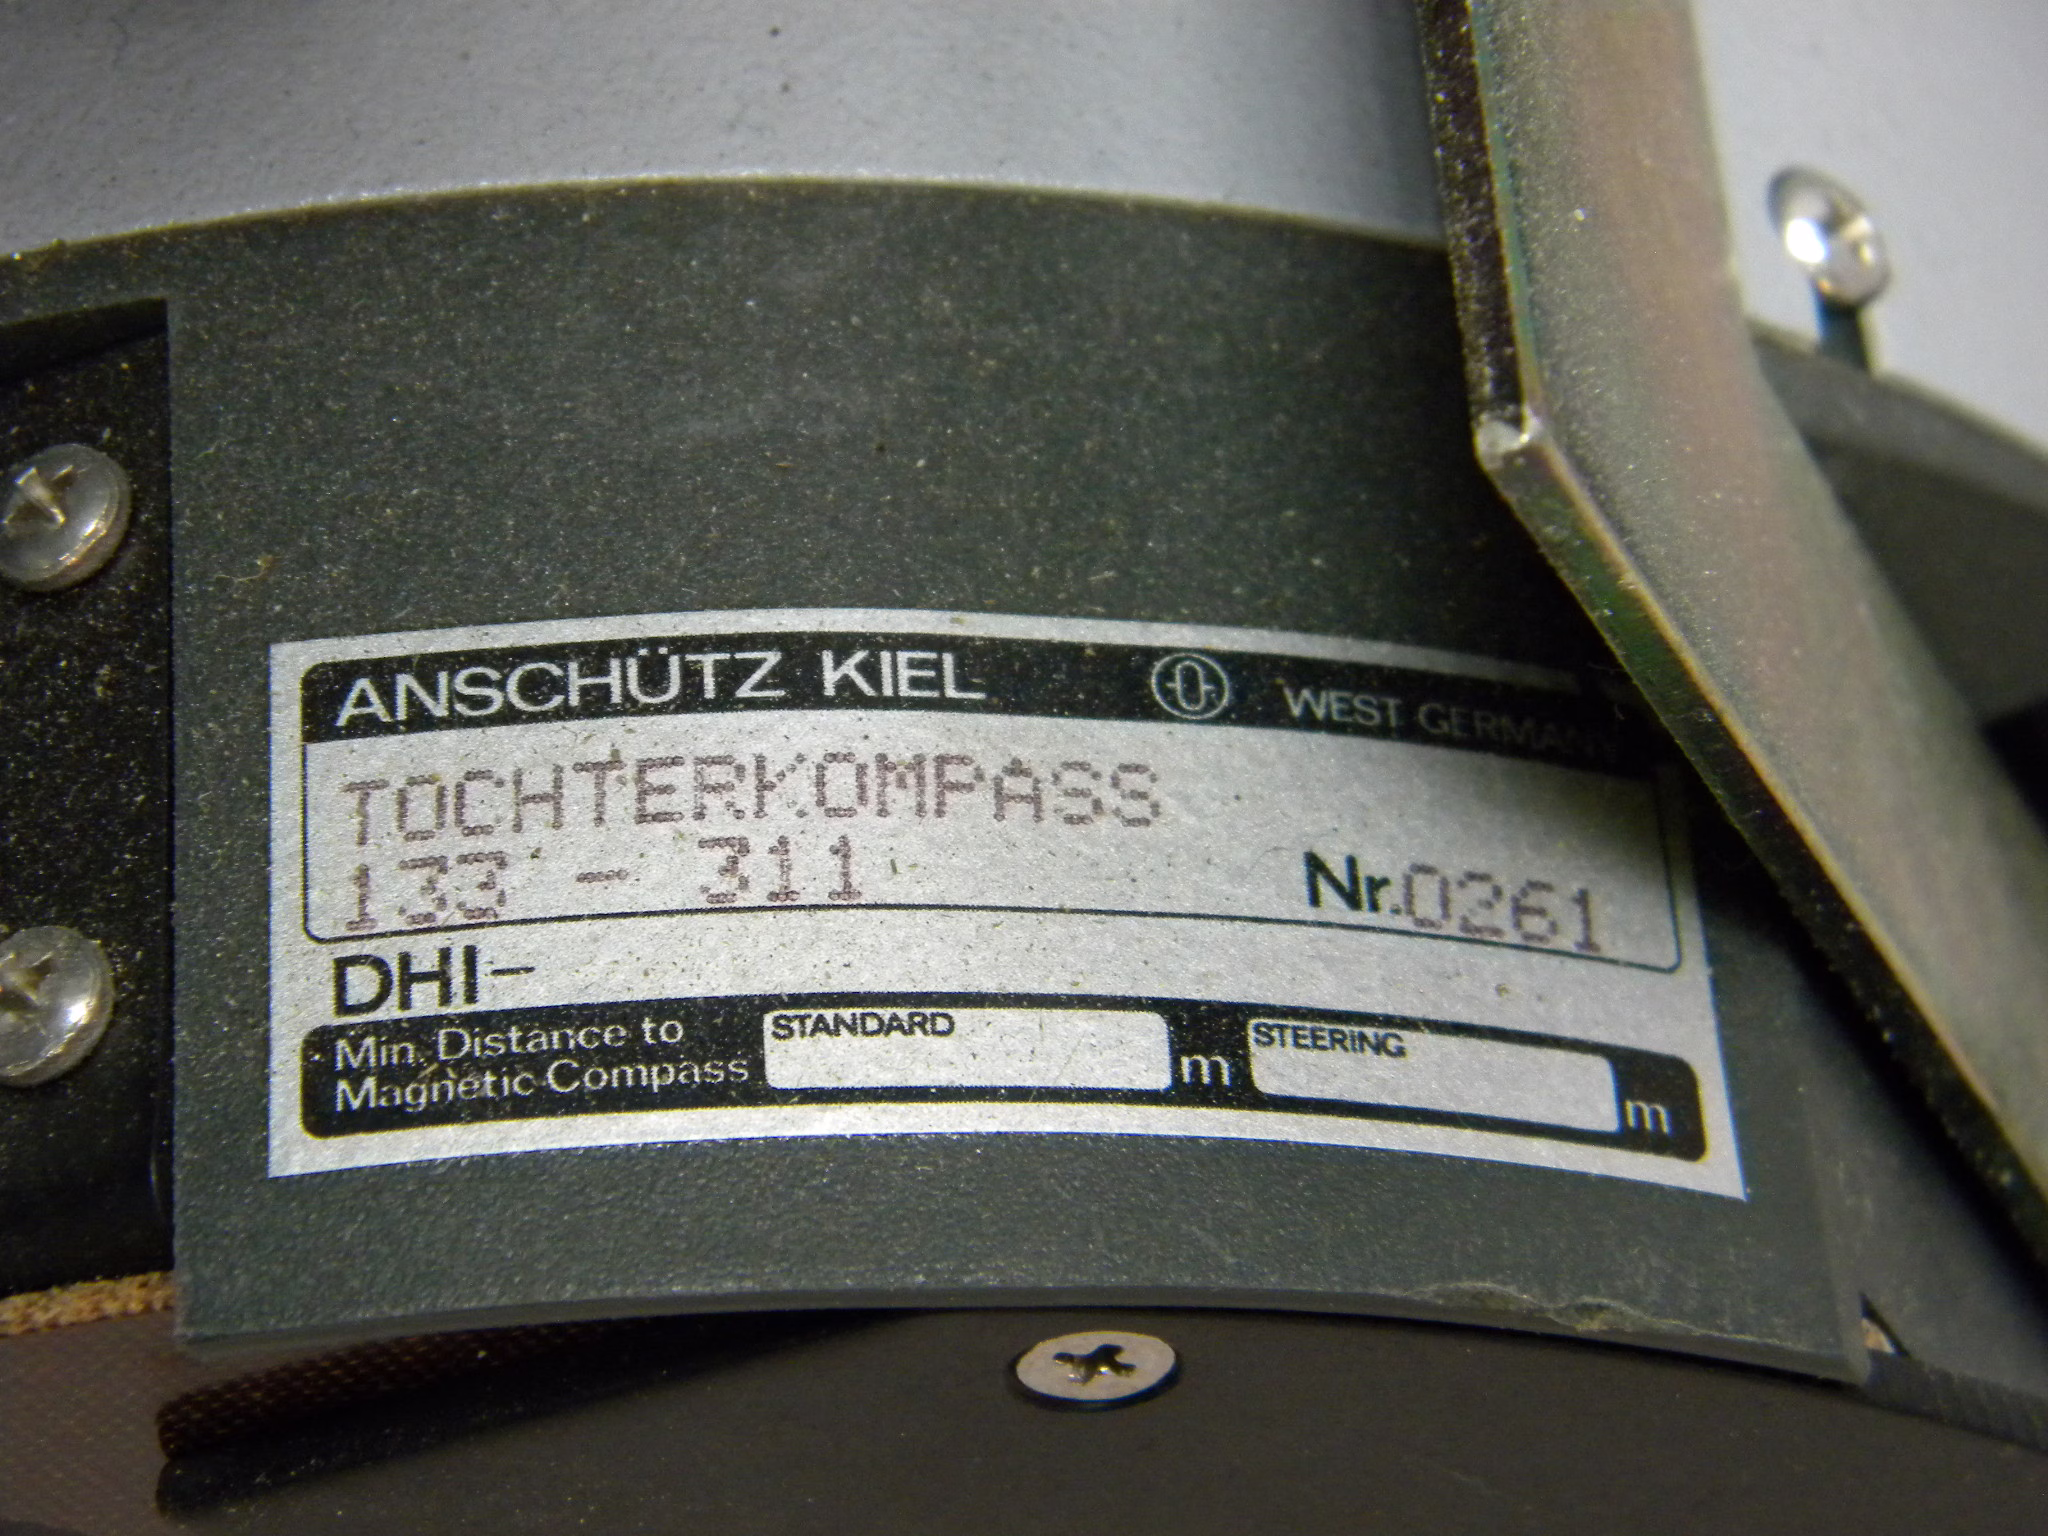 ANSCHÜTZ KIEL WEST GERMANY
TOCHTERKOMPASS
133 - 311 Nr. 0261
DHI-
Min. Distance to Magnetic Compass STANDARD m STEERING m